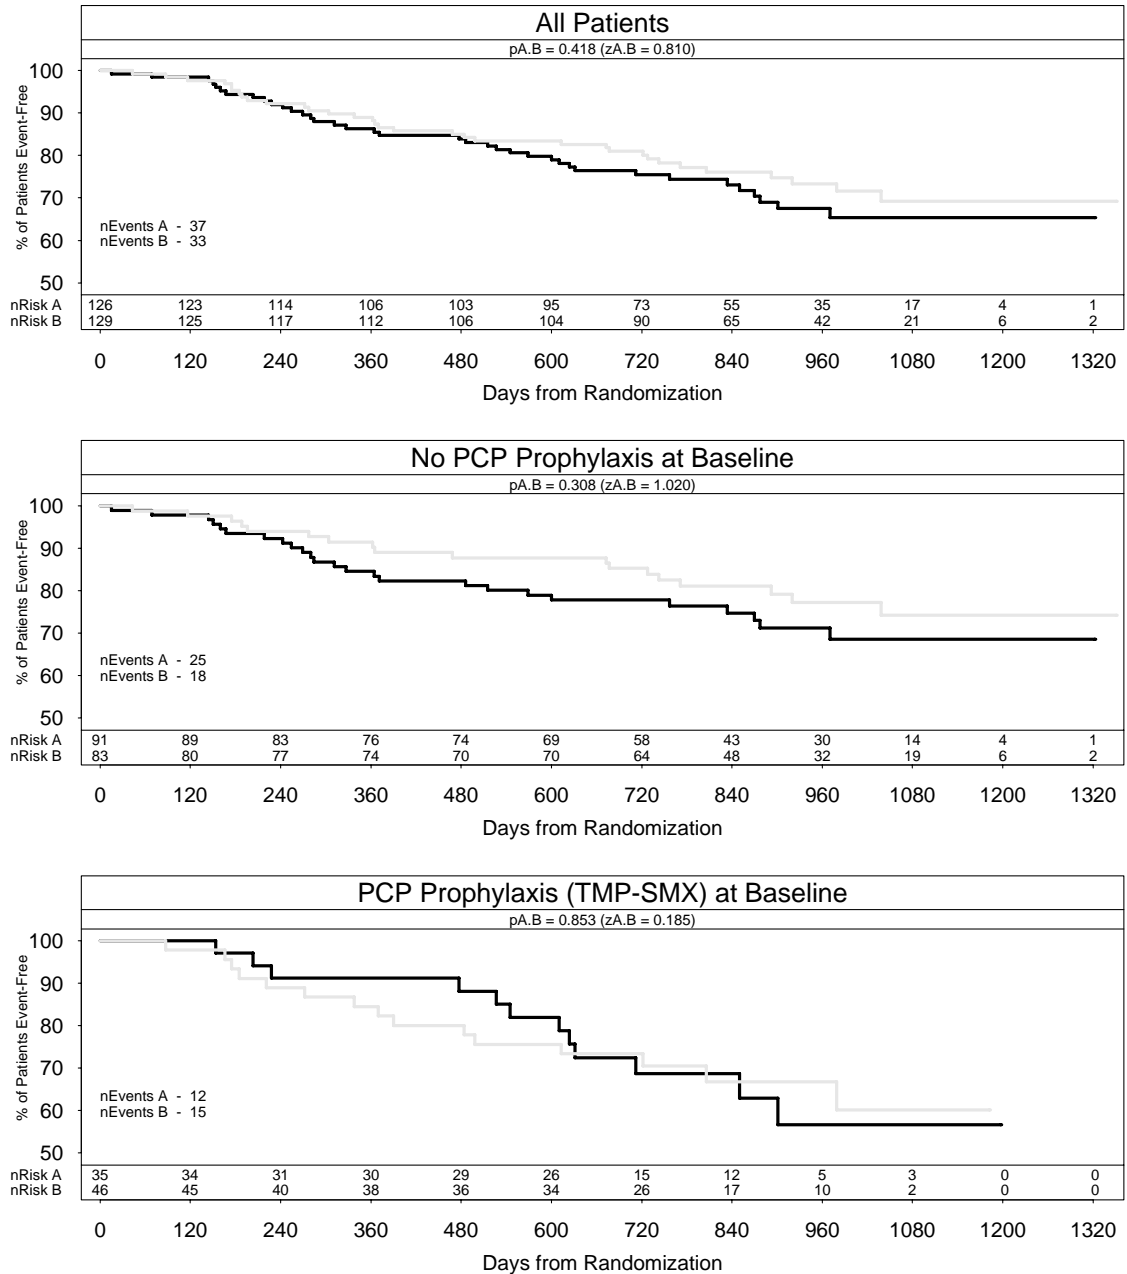 All Patients
pA.B = 0.418 (zA.B = 0.810)
% of Patients Event-Free
100
90
80
70
60
50
nEvents A - 37
nEvents B - 33
nRisk A 126 123 114 106 103 95 73 55 35 17 4 1
nRisk B 129 125 117 112 106 104 90 65 42 21 6 2
0 120 240 360 480 600 720 840 960 1080 1200 1320
Days from Randomization
No PCP Prophylaxis at Baseline
pA.B = 0.308 (zA.B = 1.020)
% of Patients Event-Free
100
90
80
70
60
50
nEvents A - 25
nEvents B - 18
nRisk A 91 89 83 76 74 69 58 43 30 14 4 1
nRisk B 83 80 77 74 70 70 64 48 32 19 6 2
0 120 240 360 480 600 720 840 960 1080 1200 1320
Days from Randomization
PCP Prophylaxis (TMP-SMX) at Baseline
pA.B = 0.853 (zA.B = 0.185)
% of Patients Event-Free
100
90
80
70
60
50
nEvents A - 12
nEvents B - 15
nRisk A 35 34 31 30 29 26 15 12 5 3 0 0
nRisk B 46 45 40 38 36 34 26 17 10 2 0 0
0 120 240 360 480 600 720 840 960 1080 1200 1320
Days from Randomization